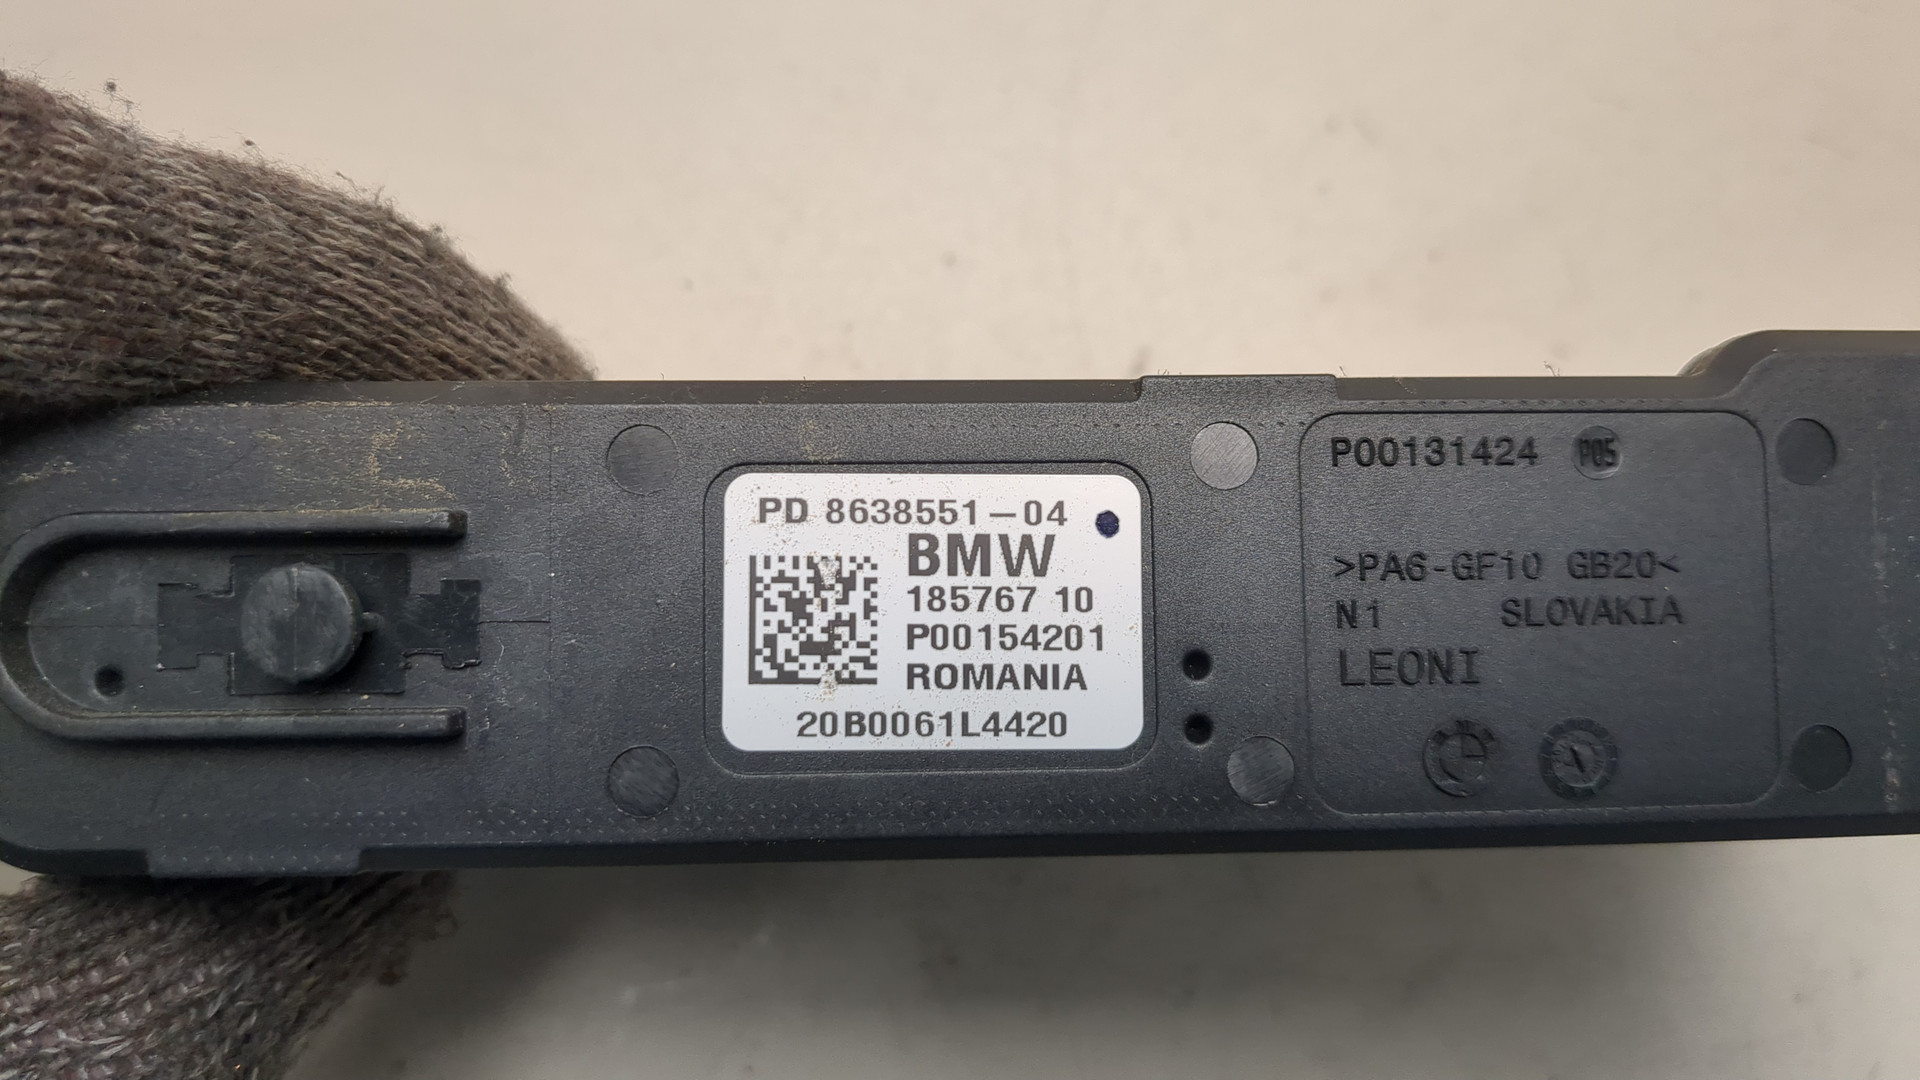 PD 8638551-04
BMW
185767 10
P00154201
ROMANIA
20B0061L4420
P00131424 P05
>PA6-GF10 GB20<
N1 SLOVAKIA
LEONI